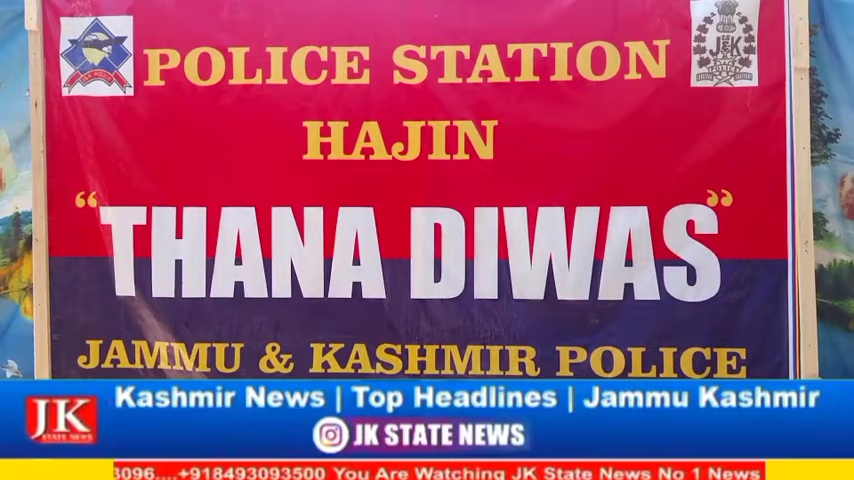 POLICE STATION
HAJIN
“THANA DIWAS”
JAMMU & KASHMIR POLICE
Kashmir News | Top Headlines | Jammu Kashmir
JK
STATE NEWS
JK STATE NEWS
3096....+918493093500 You Are Watching JK State News No 1 News
J&K